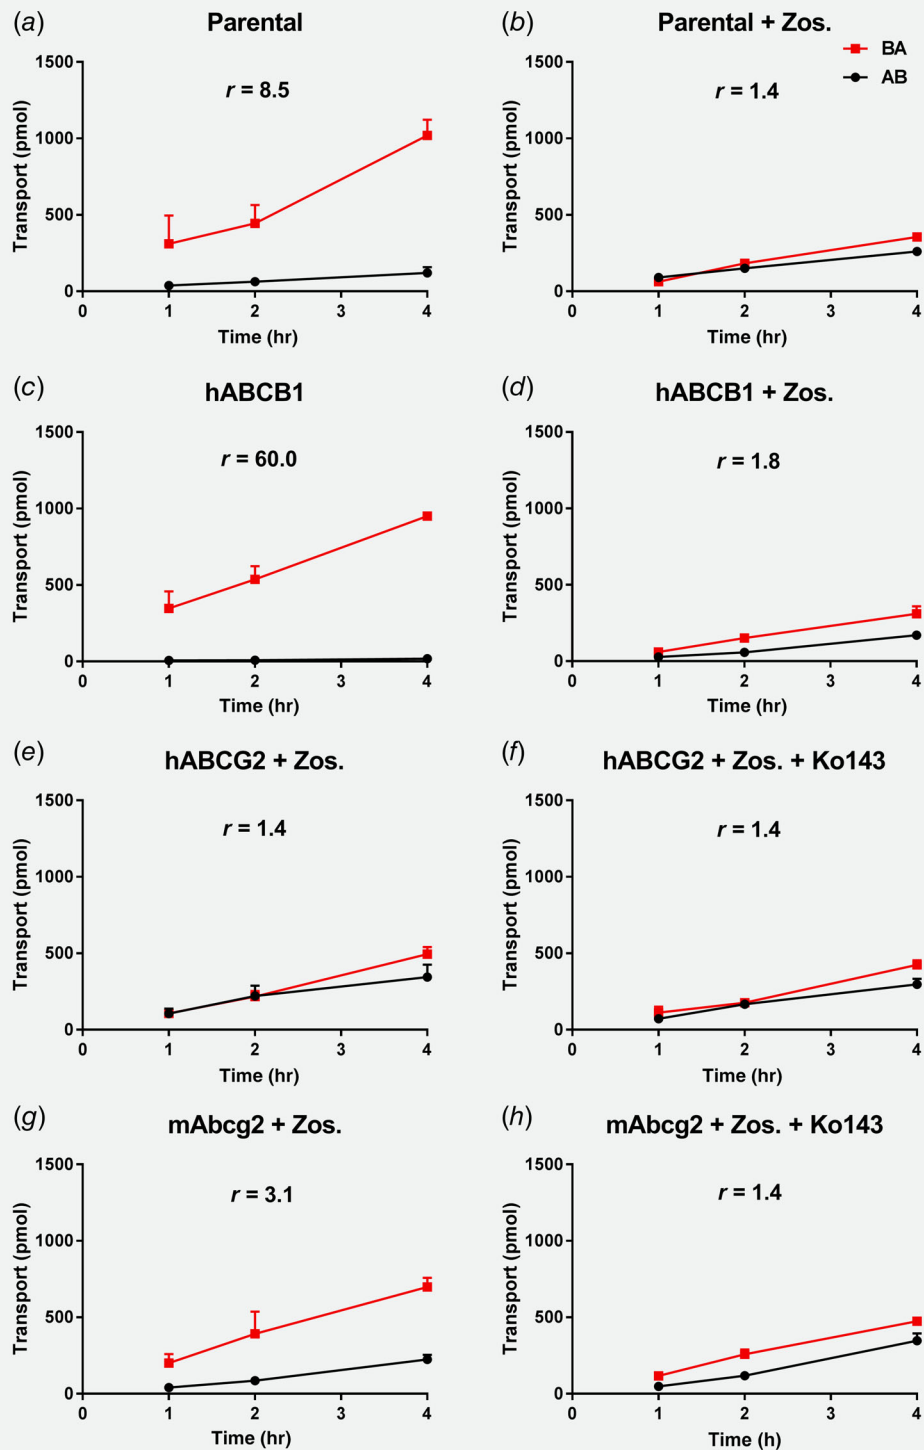 (a) Parental
r = 8.5
Transport (pmol)
1500
1000
500
0
0 1 2 3 4
Time (hr)
(b) Parental + Zos.
BA
AB
r = 1.4
Transport (pmol)
1500
1000
500
0
0 1 2 3 4
Time (hr)
(c) hABCB1
r = 60.0
Transport (pmol)
1500
1000
500
0
0 1 2 3 4
Time (hr)
(d) hABCB1 + Zos.
r = 1.8
Transport (pmol)
1500
1000
500
0
0 1 2 3 4
Time (hr)
(e) hABCG2 + Zos.
r = 1.4
Transport (pmol)
1500
1000
500
0
0 1 2 3 4
Time (hr)
(f) hABCG2 + Zos. + Ko143
r = 1.4
Transport (pmol)
1500
1000
500
0
0 1 2 3 4
Time (hr)
(g) mAbcg2 + Zos.
r = 3.1
Transport (pmol)
1500
1000
500
0
0 1 2 3 4
Time (hr)
(h) mAbcg2 + Zos. + Ko143
r = 1.4
Transport (pmol)
1500
1000
500
0
0 1 2 3 4
Time (h)